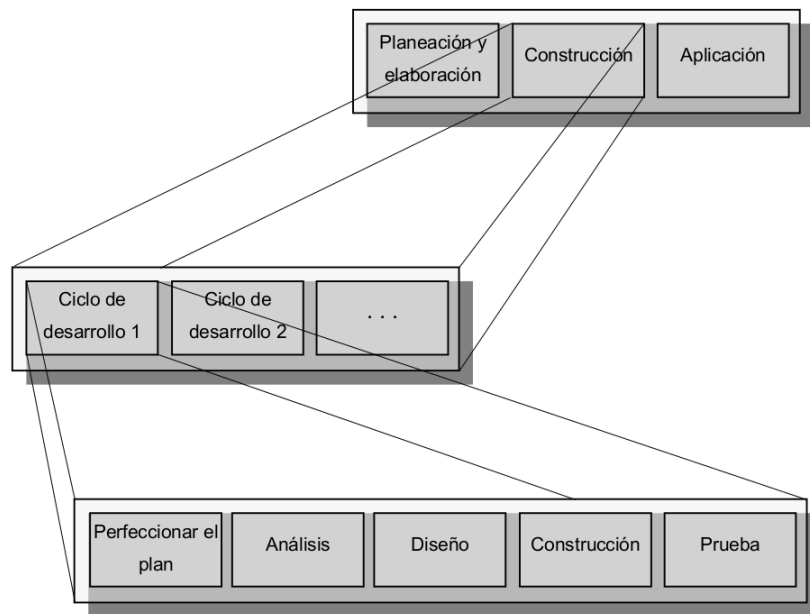 Planeación y
elaboración
Construcción
Aplicación
Ciclo de
desarrollo 1
Ciclo de
desarrollo 2
. . .
Perfeccionar el
plan
Análisis
Diseño
Construcción
Prueba